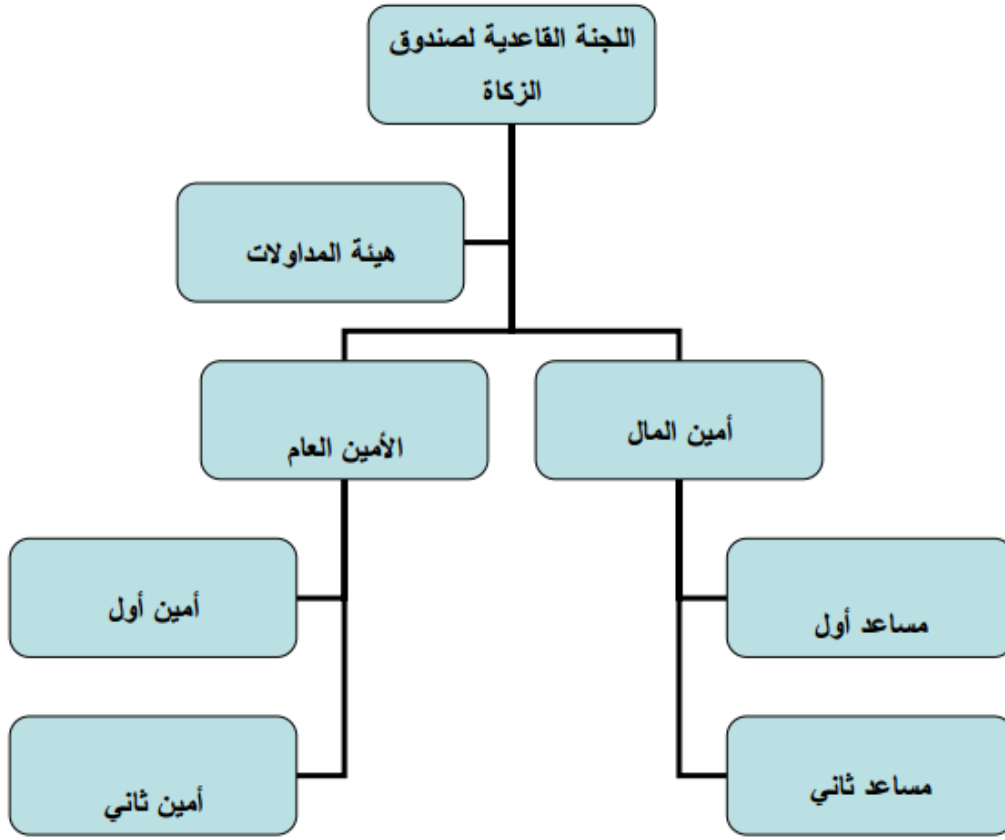 اللجنة القاعدية لصندوق
الزكاة
هيئة المداولات
أمين المال
الأمين العام
مساعد أول
أمين أول
مساعد ثاني
أمين ثاني